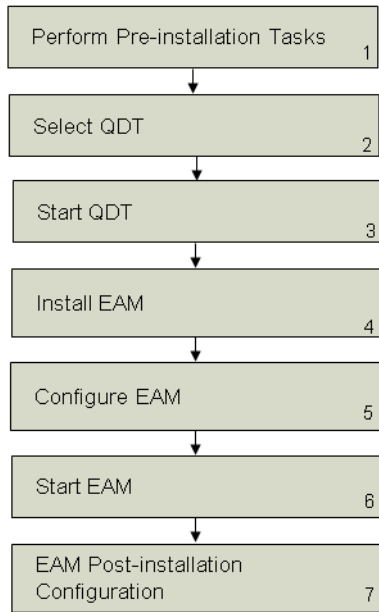 Perform Pre-installation Tasks
1
Select QDT
2
Start QDT
3
Install EAM
4
Configure EAM
5
Start EAM
6
EAM Post-installation
Configuration
7